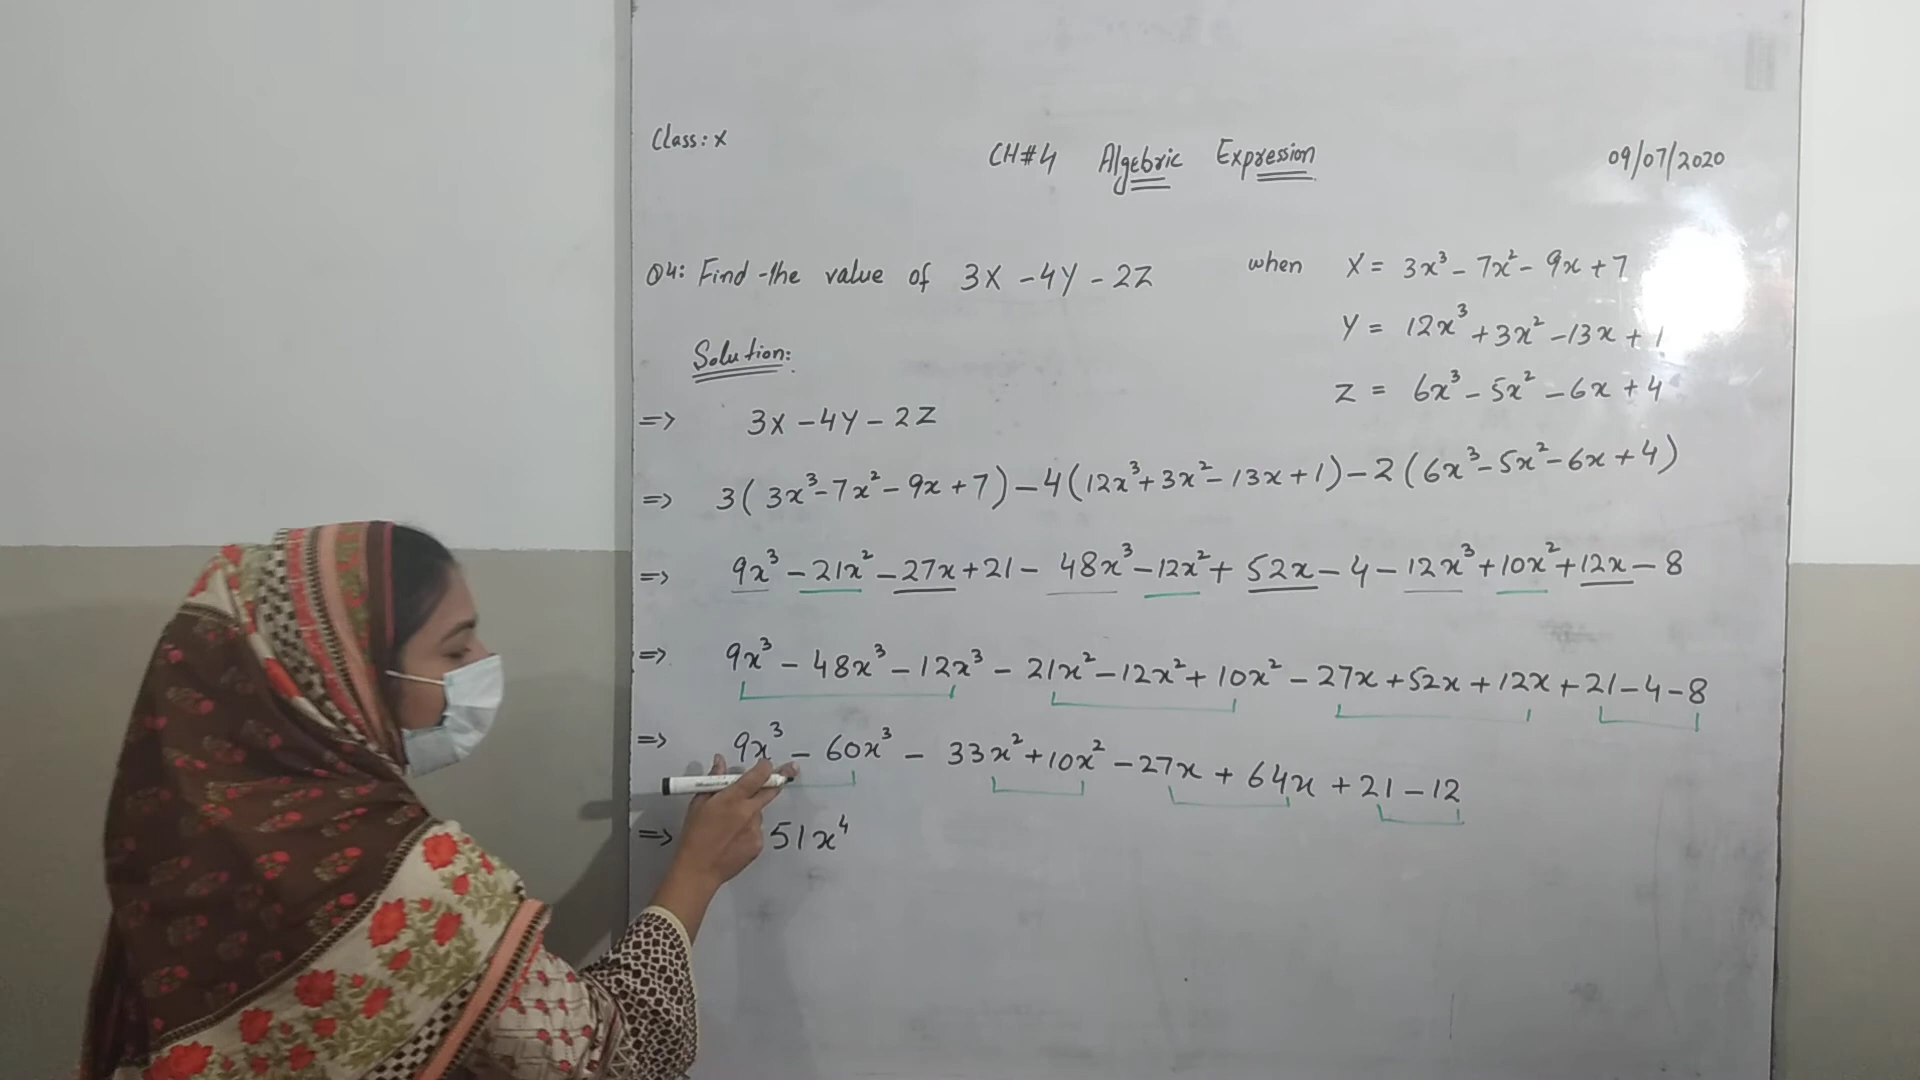 Class: X
CH#4 Algebric Expression
09/07/2020
Q4: Find the value of 3X - 4Y - 2Z when X = 3x³ - 7x² - 9x + 7
Y = 12x³ + 3x² - 13x + 1
Z = 6x³ - 5x² - 6x + 4
Solution:
=> 3X - 4Y - 2Z
=> 3(3x³ - 7x² - 9x + 7) - 4(12x³ + 3x² - 13x + 1) - 2(6x³ - 5x² - 6x + 4)
=> 9x³ - 21x² - 27x + 21 - 48x³ - 12x² + 52x - 4 - 12x³ + 10x² + 12x - 8
=> 9x³ - 48x³ - 12x³ - 21x² - 12x² + 10x² - 27x + 52x + 12x + 21 - 4 - 8
=> 9x³ - 60x³ - 33x² + 10x² - 27x + 64x + 21 - 12
=> 51x⁴